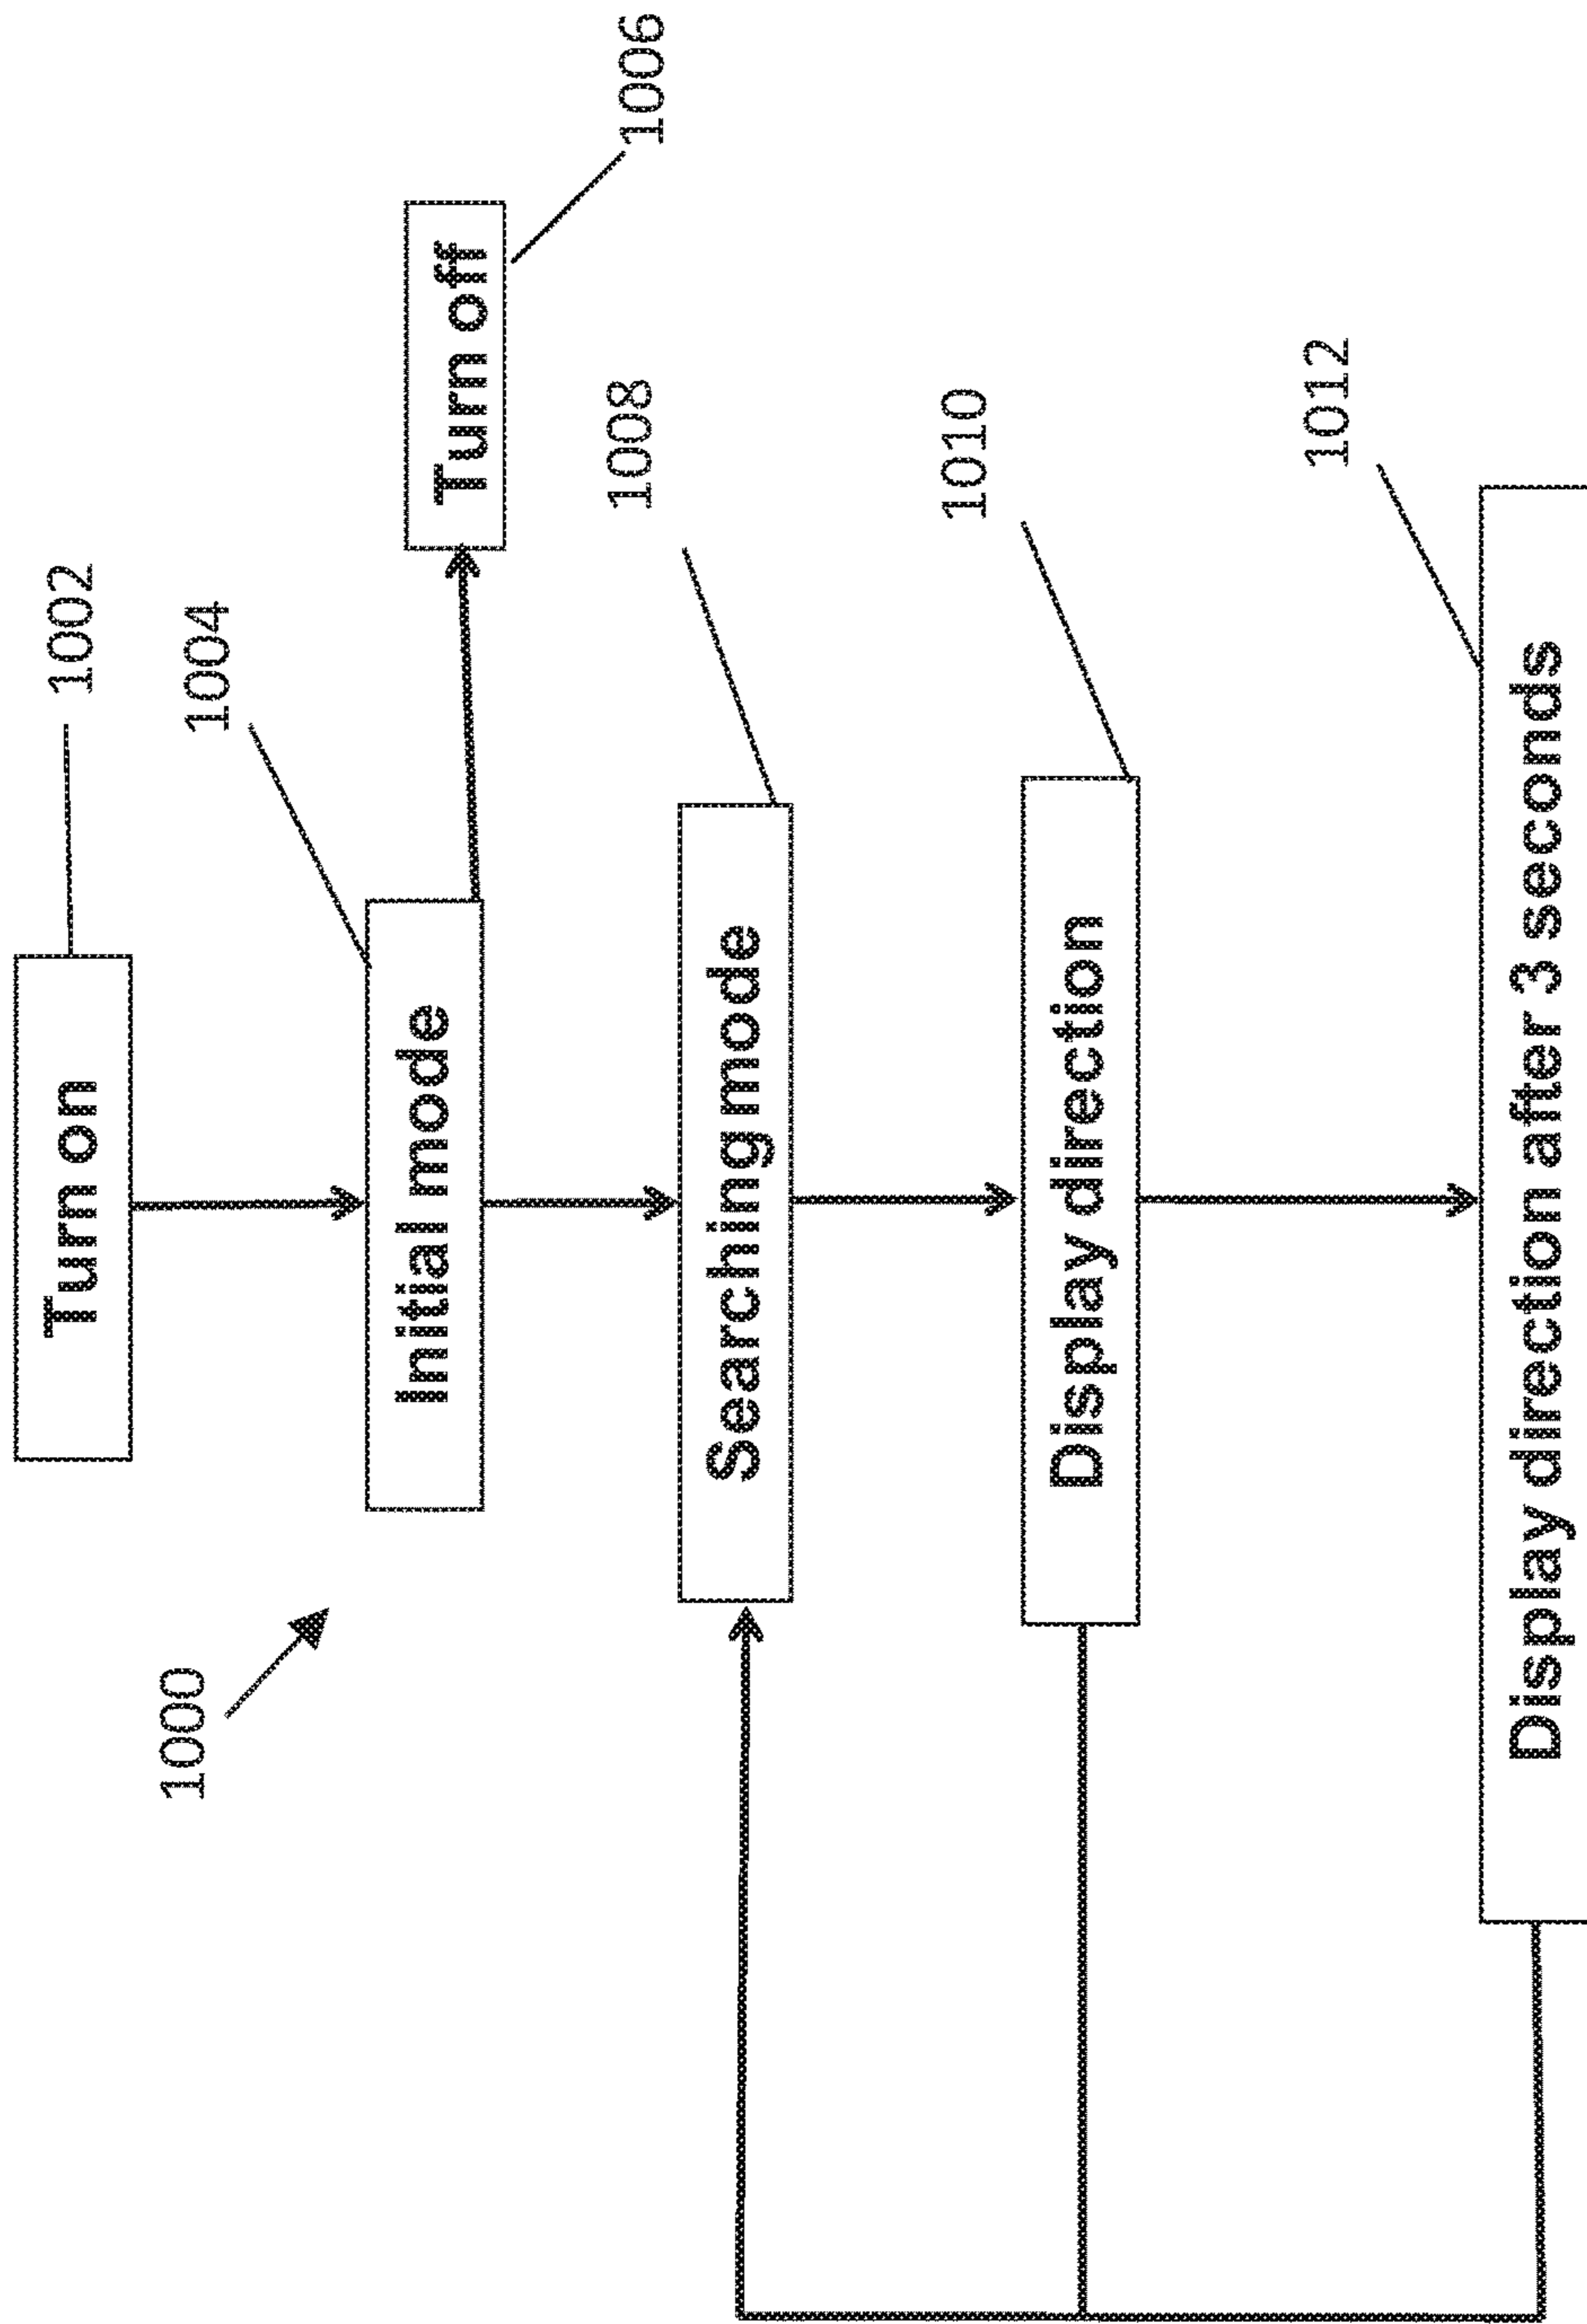 1000
Turn on
1002
Initial mode
1004
Turn off
1006
Searching mode
1008
Display direction
1010
Display direction after 3 seconds
1012